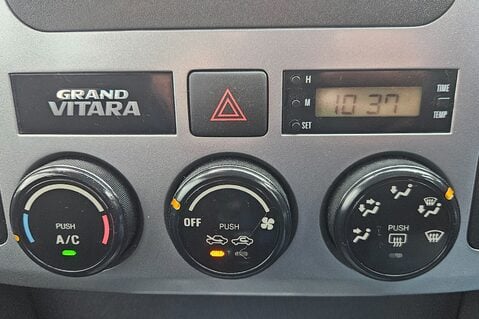 GRAND
VITARA
H
M
SET
10 37
TIME
TEMP
PUSH
A/C
OFF
PUSH
PUSH